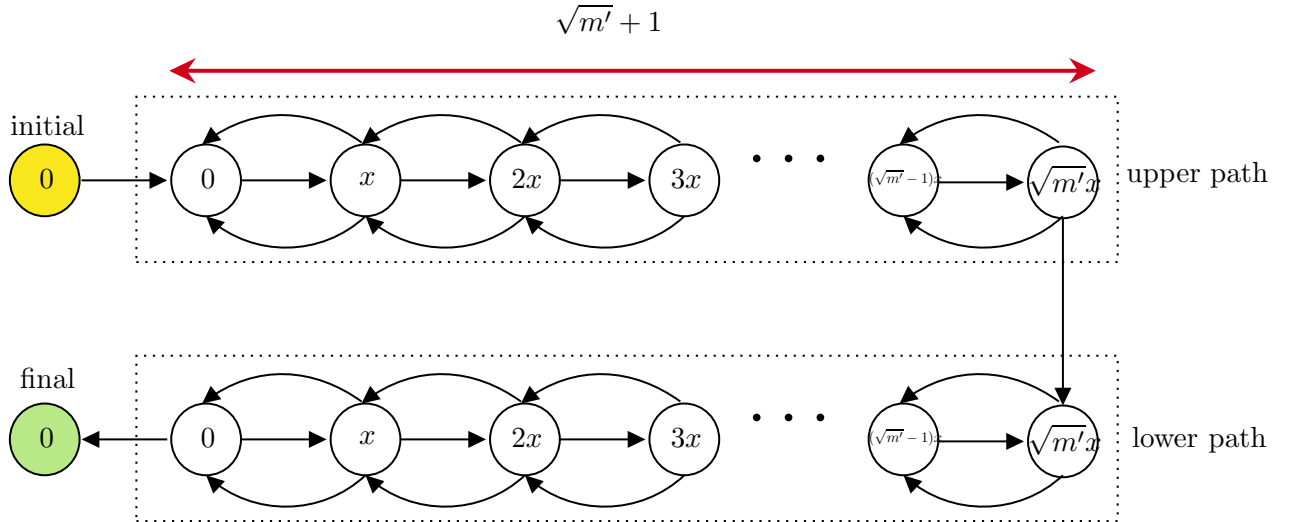 √m′ + 1
initial
0 0 x 2x 3x · · · (√m′ − 1)x √m′x upper path
final
0 0 x 2x 3x · · · (√m′ − 1)x √m′x lower path